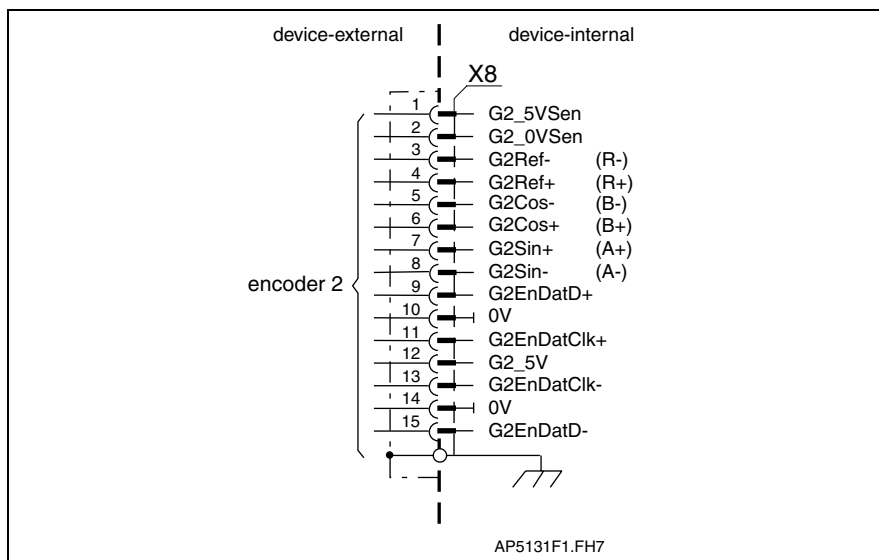 device-external device-internal
X8
1 G2_5VSen
2 G2_0VSen
3 G2Ref- (R-)
4 G2Ref+ (R+)
5 G2Cos- (B-)
6 G2Cos+ (B+)
7 G2Sin+ (A+)
8 G2Sin- (A-)
encoder 2
9 G2EnDatD+
10 0V
11 G2EnDatClk+
12 G2_5V
13 G2EnDatClk-
14 0V
15 G2EnDatD-
AP5131F1.FH7